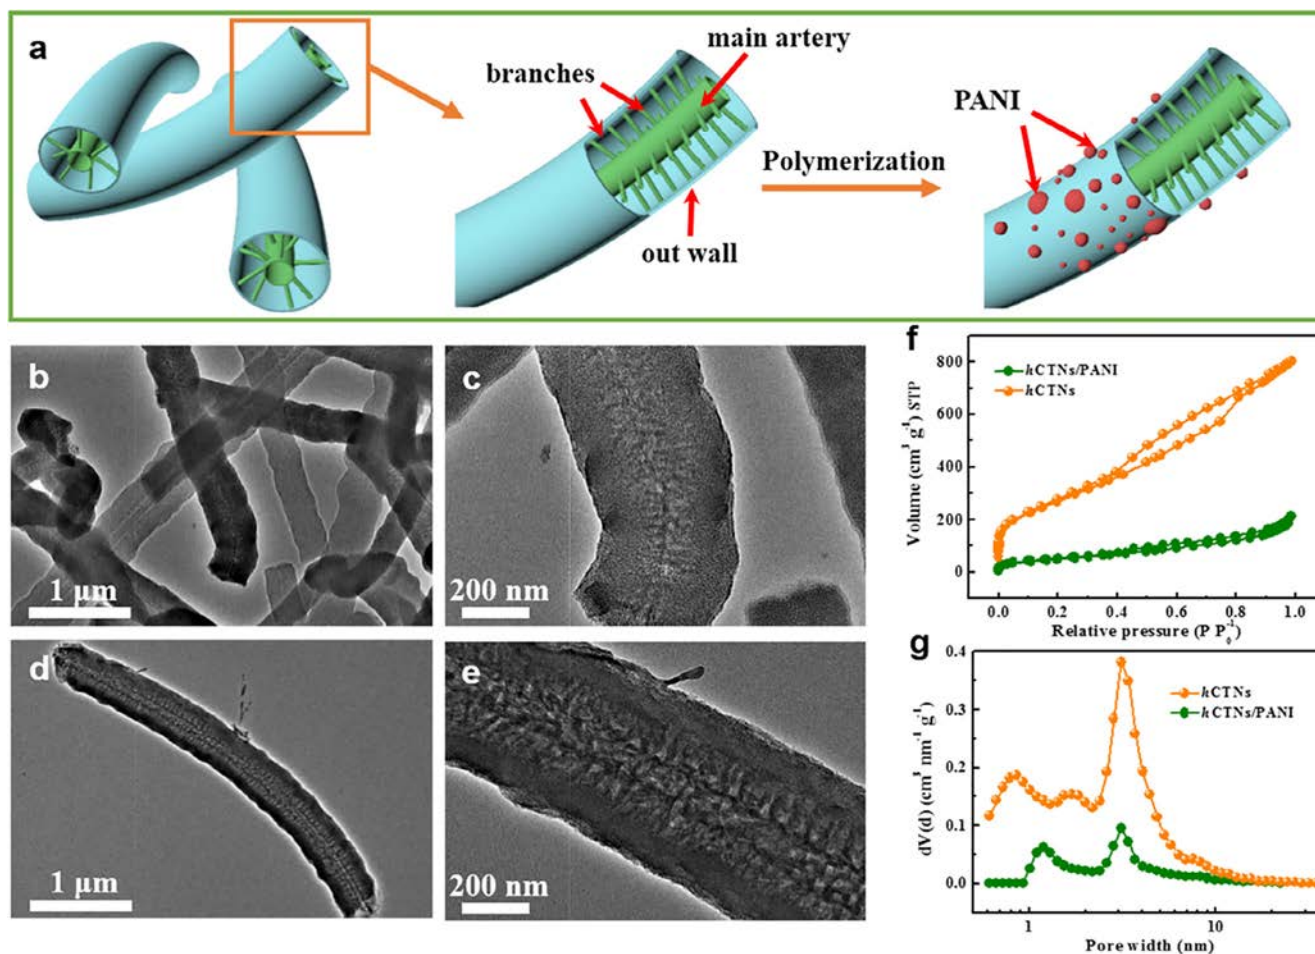 a
branches
main artery
out wall
Polymerization
PANI
b
1 μm
c
200 nm
d
1 μm
e
200 nm
f
hCTNs/PANI
hCTNs
Volume (cm³ g⁻¹) STP
800
600
400
200
0
0.0 0.2 0.4 0.6 0.8 1.0
Relative pressure (P P₀⁻¹)
g
hCTNs
hCTNs/PANI
dV(d) (cm³ nm⁻¹ g⁻¹)
0.4
0.3
0.2
0.1
0.0
1 10
Pore width (nm)